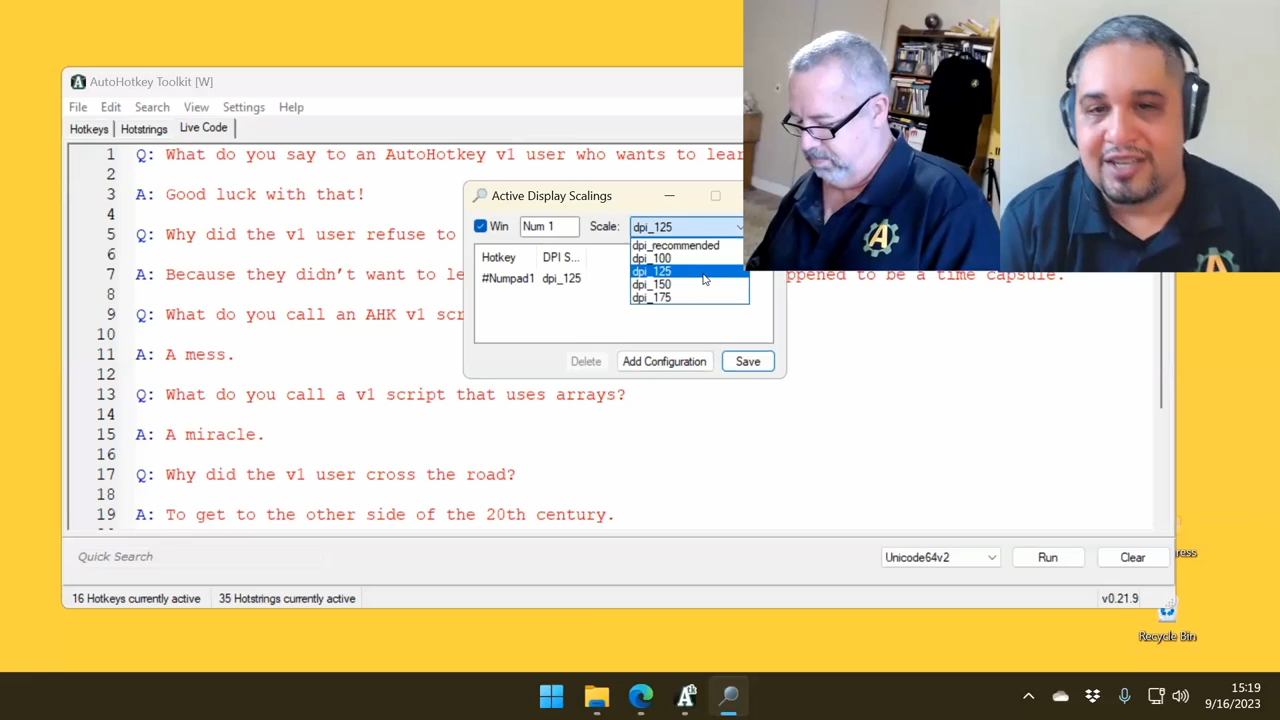 AutoHotkey Toolkit [W]
File Edit Search View Settings Help
Hotkeys Hotstrings Live Code
1 Q: What do you say to an AutoHotkey v1 user who wants to lear
2
3 A: Good luck with that!
4
5 Q: Why did the v1 user refuse to
6
7 A: Because they didn't want to le
ppened to be a time capsule.
8
9 Q: What do you call an AHK v1 scr
10
11 A: A mess.
12
13 Q: What do you call a v1 script that uses arrays?
14
15 A: A miracle.
16
17 Q: Why did the v1 user cross the road?
18
19 A: To get to the other side of the 20th century.
Active Display Scalings
Win Num 1 Scale: dpi_125
dpi_recommended
dpi_100
dpi_125
dpi_150
dpi_175
Hotkey DPI S...
#Numpad1 dpi_125
Delete Add Configuration Save
Quick Search
Unicode64v2 Run Clear
16 Hotkeys currently active 35 Hotstrings currently active v0.21.9
ress
Recycle Bin
15:19
9/16/2023